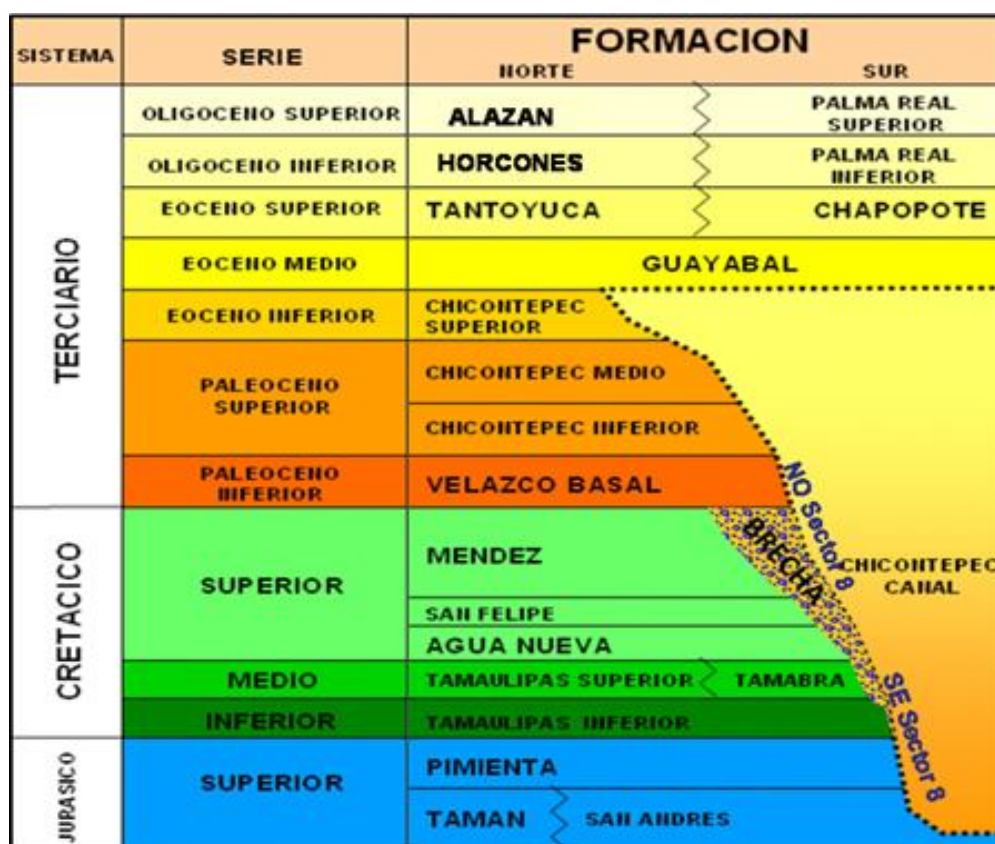 SISTEMA
SERIE
FORMACION
NORTE
SUR
TERCIARIO
OLIGOCENO SUPERIOR
ALAZAN
PALMA REAL
SUPERIOR
OLIGOCENO INFERIOR
HORCONES
PALMA REAL
INFERIOR
EOCENO SUPERIOR
TANTOYUCA
CHAPOPOTE
EOCENO MEDIO
GUAYABAL
EOCENO INFERIOR
CHICONTEPEC
SUPERIOR
PALEOCENO
SUPERIOR
CHICONTEPEC MEDIO
CHICONTEPEC INFERIOR
PALEOCENO
INFERIOR
VELAZCO BASAL
CRETACICO
SUPERIOR
MENDEZ
BRECHA
NO Sector 8
CHICONTEPEC
CANAL
SAN FELIPE
AGUA NUEVA
MEDIO
TAMAULIPAS SUPERIOR
TAMABRA
SE Sector 8
INFERIOR
TAMAULIPAS INFERIOR
JURASICO
SUPERIOR
PIMIENTA
TAMAN
SAN ANDRES